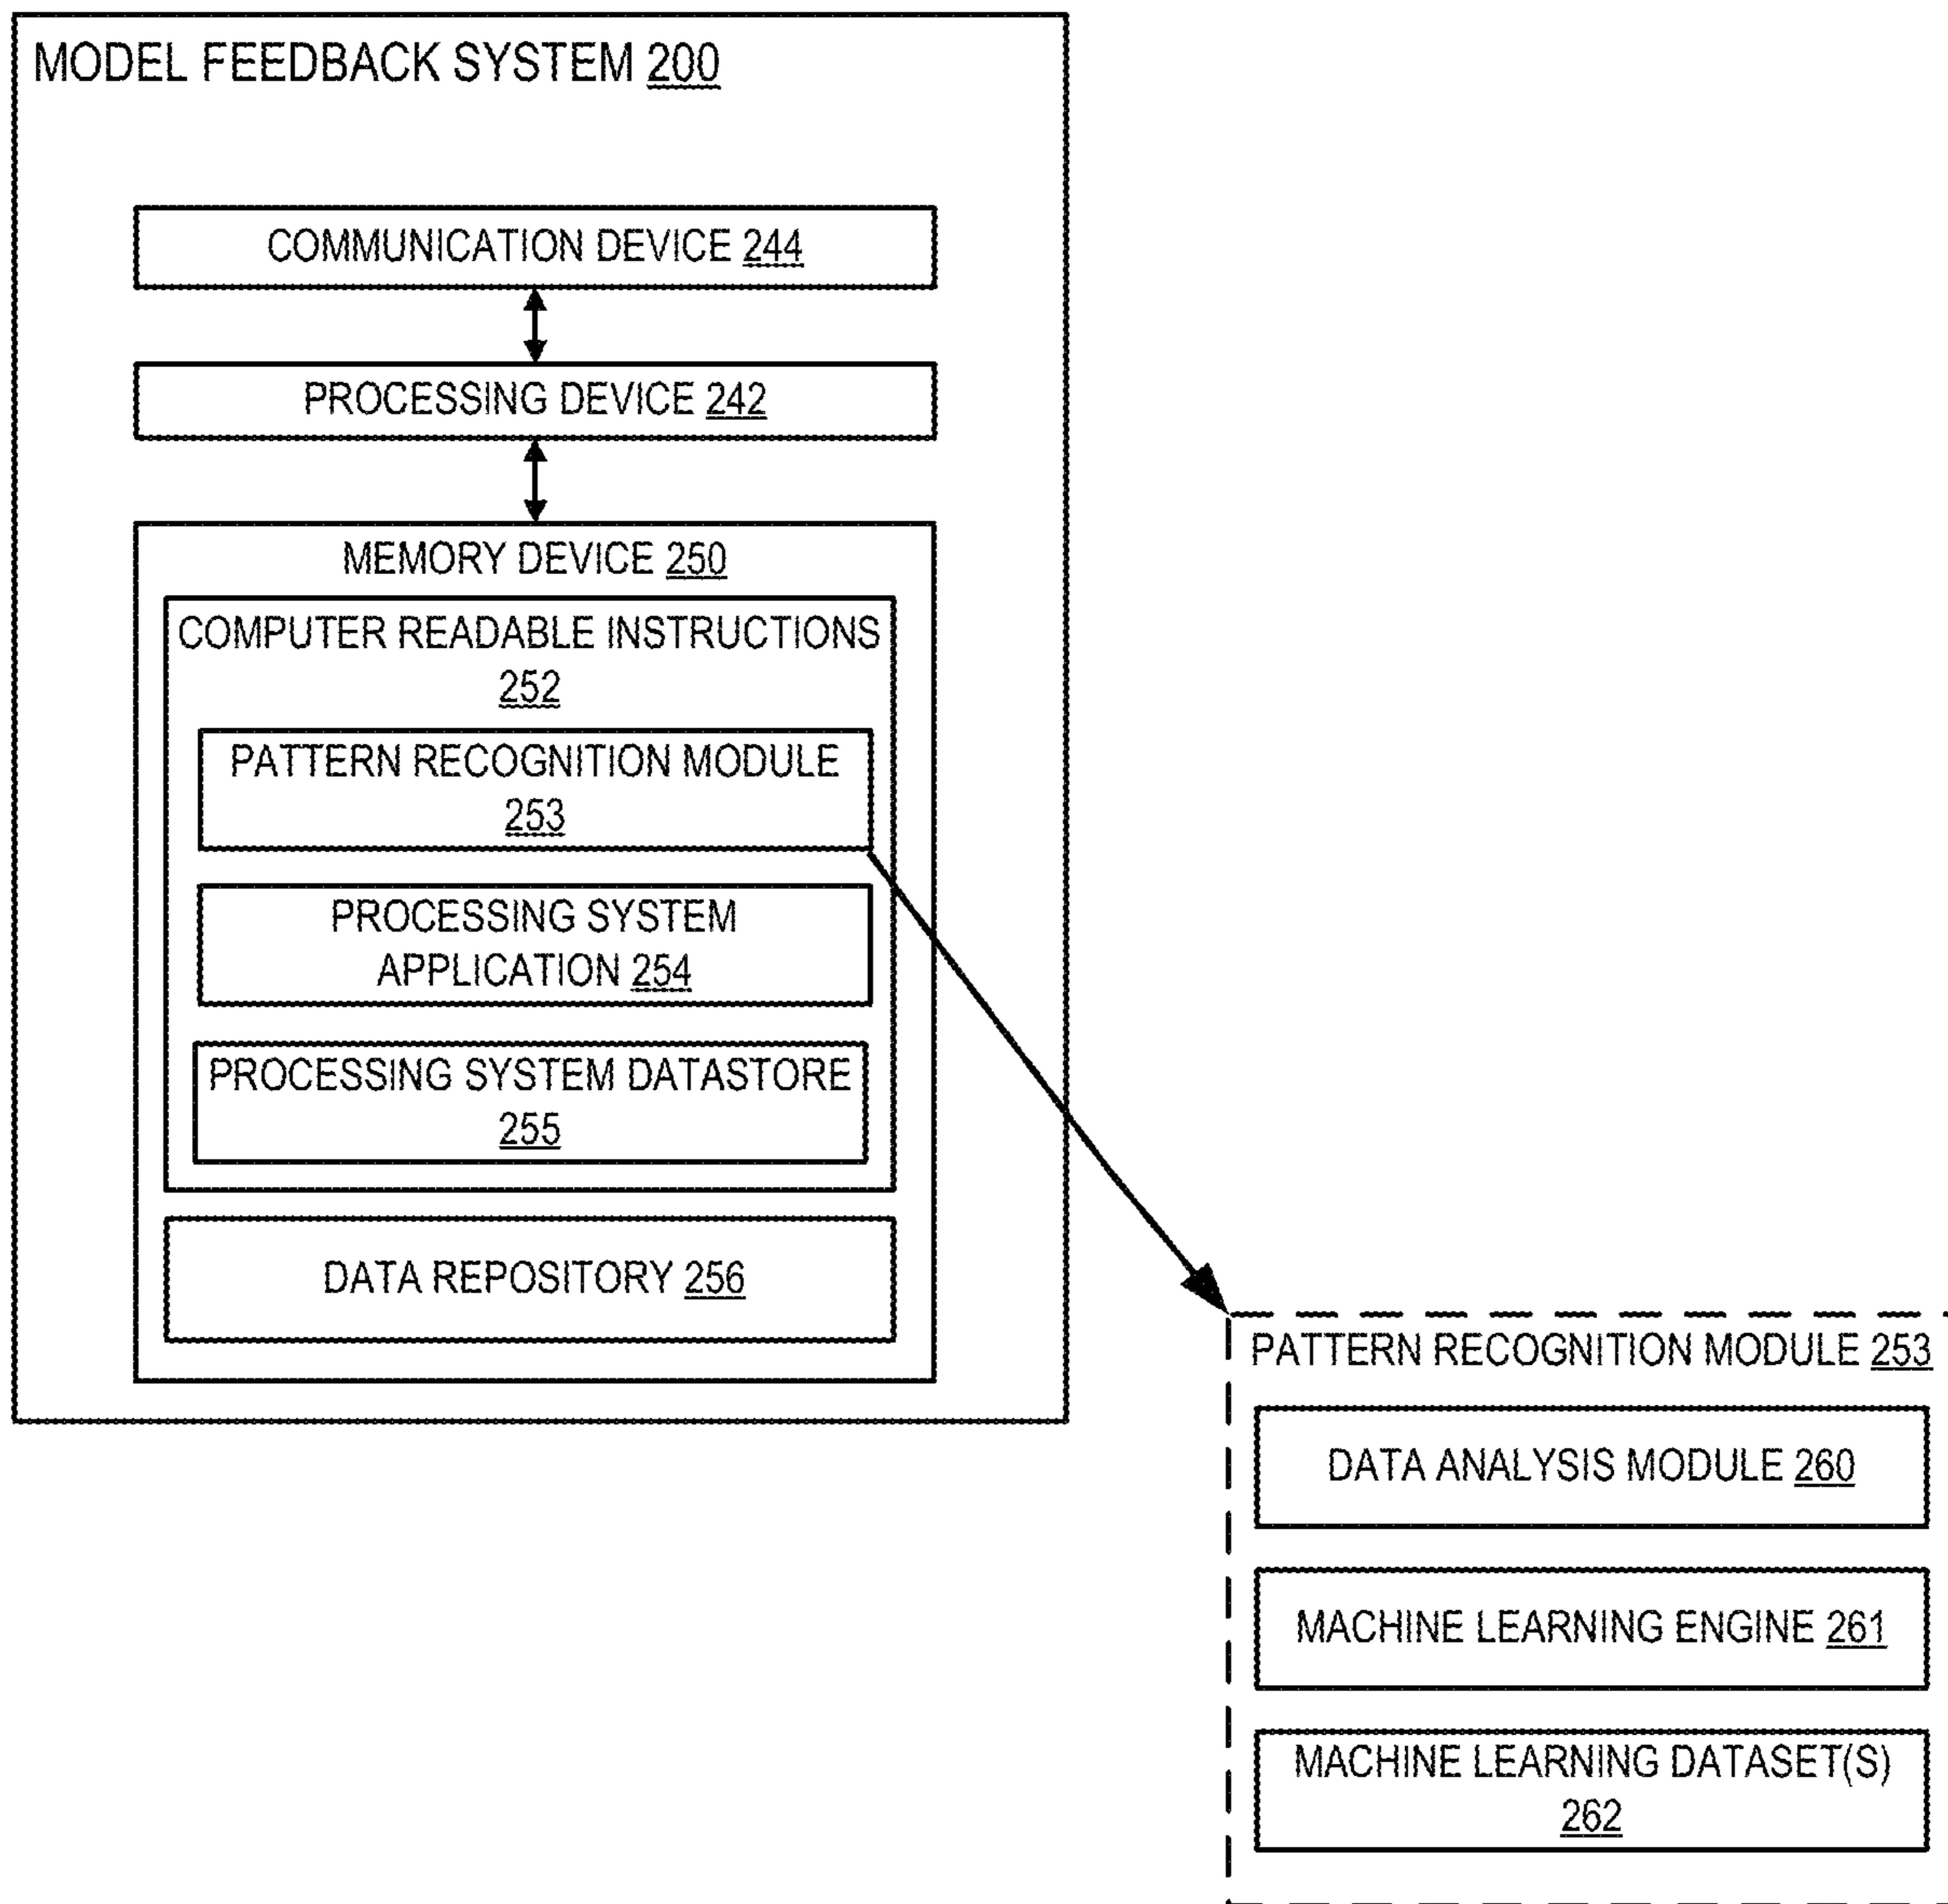 MODEL FEEDBACK SYSTEM 200
COMMUNICATION DEVICE 244
PROCESSING DEVICE 242
MEMORY DEVICE 250
COMPUTER READABLE INSTRUCTIONS
252
PATTERN RECOGNITION MODULE
253
PROCESSING SYSTEM
APPLICATION 254
PROCESSING SYSTEM DATASTORE
255
DATA REPOSITORY 256
PATTERN RECOGNITION MODULE 253
DATA ANALYSIS MODULE 260
MACHINE LEARNING ENGINE 261
MACHINE LEARNING DATASET(S)
262